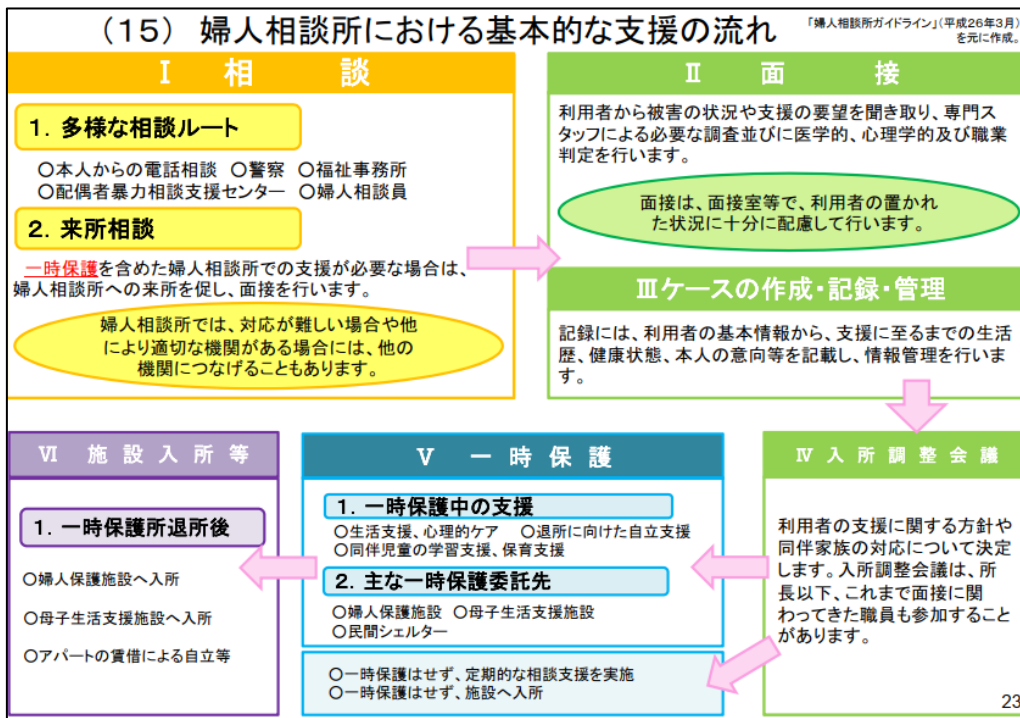 (15) 婦人相談所における基本的な支援の流れ
「婦人相談所ガイドライン」(平成26年3月)
を元に作成。
Ⅰ 相 談
1. 多様な相談ルート
○本人からの電話相談 ○警察 ○福祉事務所
○配偶者暴力相談支援センター ○婦人相談員
2. 来所相談
一時保護を含めた婦人相談所での支援が必要な場合は、
婦人相談所への来所を促し、面接を行います。
婦人相談所では、対応が難しい場合や他
により適切な機関がある場合には、他の
機関につなげることもあります。
Ⅱ 面 接
利用者から被害の状況や支援の要望を聞き取り、専門ス
タッフによる必要な調査並びに医学的、心理学的及び職業
判定を行います。
面接は、面接室等で、利用者の置かれ
た状況に十分に配慮して行います。
Ⅲケースの作成・記録・管理
記録には、利用者の基本情報から、支援に至るまでの生活
歴、健康状態、本人の意向等を記載し、情報管理を行いま
す。
Ⅳ 入 所 調 整 会 議
利用者の支援に関する方針や
同伴家族の対応について決定
します。入所調整会議は、所
長以下、これまで面接に関
わってきた職員も参加すること
があります。
Ⅴ 一 時 保 護
1. 一時保護中の支援
○生活支援、心理的ケア ○退所に向けた自立支援
○同伴児童の学習支援、保育支援
2. 主な一時保護委託先
○婦人保護施設 ○母子生活支援施設
○民間シェルター
○一時保護はせず、定期的な相談支援を実施
○一時保護はせず、施設へ入所
Ⅵ 施 設 入 所 等
1. 一時保護所退所後
○婦人保護施設へ入所
○母子生活支援施設へ入所
○アパートの賃借による自立等
23